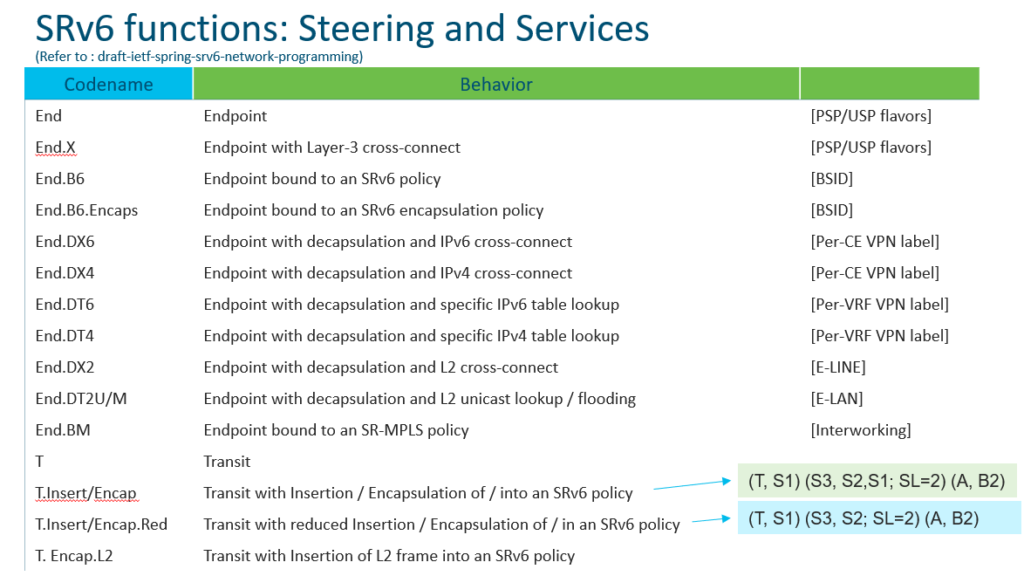 SRv6 functions: Steering and Services
(Refer to : draft-ietf-spring-srv6-network-programming)
Codename Behavior
End Endpoint [PSP/USP flavors]
End.X Endpoint with Layer-3 cross-connect [PSP/USP flavors]
End.B6 Endpoint bound to an SRv6 policy [BSID]
End.B6.Encaps Endpoint bound to an SRv6 encapsulation policy [BSID]
End.DX6 Endpoint with decapsulation and IPv6 cross-connect [Per-CE VPN label]
End.DX4 Endpoint with decapsulation and IPv4 cross-connect [Per-CE VPN label]
End.DT6 Endpoint with decapsulation and specific IPv6 table lookup [Per-VRF VPN label]
End.DT4 Endpoint with decapsulation and specific IPv4 table lookup [Per-VRF VPN label]
End.DX2 Endpoint with decapsulation and L2 cross-connect [E-LINE]
End.DT2U/M Endpoint with decapsulation and L2 unicast lookup / flooding [E-LAN]
End.BM Endpoint bound to an SR-MPLS policy [Interworking]
T Transit
T.Insert/Encap Transit with Insertion / Encapsulation of / into an SRv6 policy (T, S1) (S3, S2,S1; SL=2) (A, B2)
T.Insert/Encap.Red Transit with reduced Insertion / Encapsulation of / in an SRv6 policy (T, S1) (S3, S2; SL=2) (A, B2)
T. Encap.L2 Transit with Insertion of L2 frame into an SRv6 policy